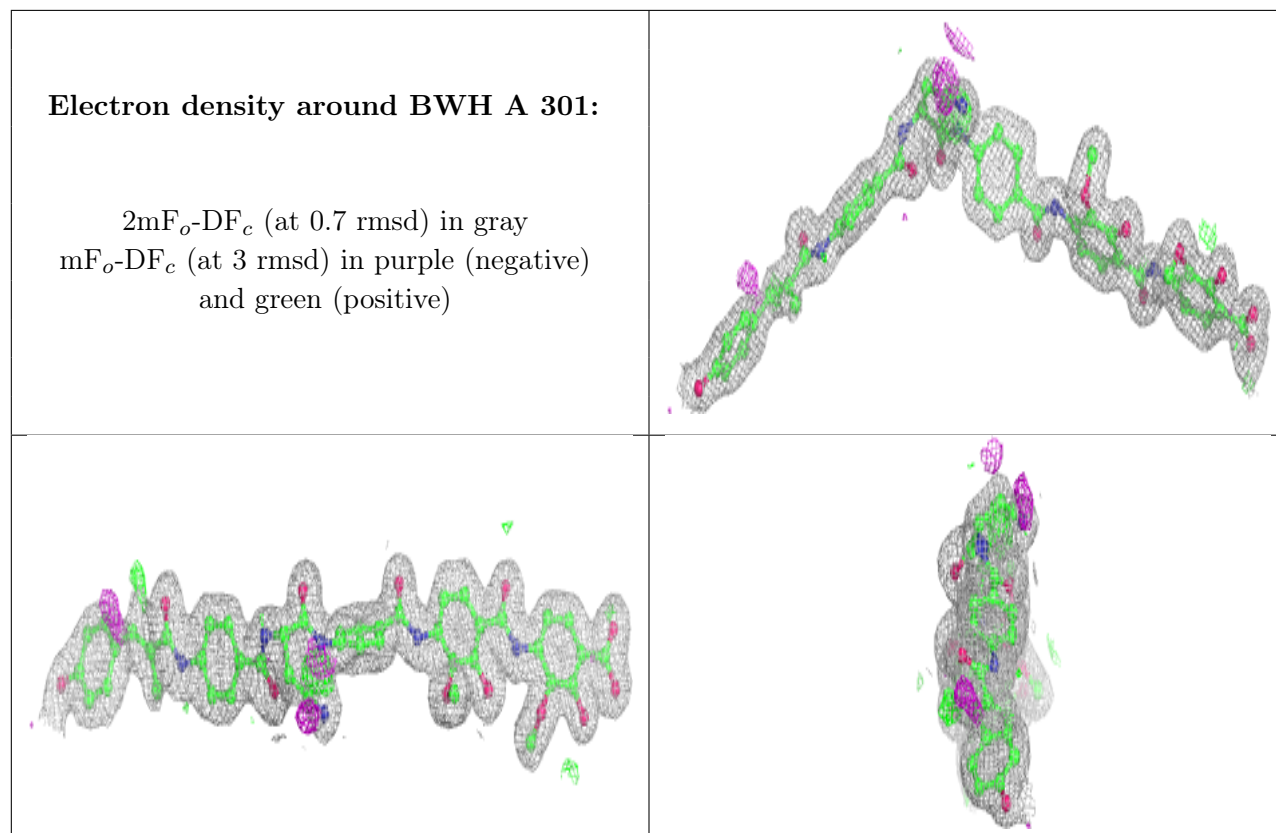 Electron density around BWH A 301:
2mFo-DFc (at 0.7 rmsd) in gray
mFo-DFc (at 3 rmsd) in purple (negative)
and green (positive)